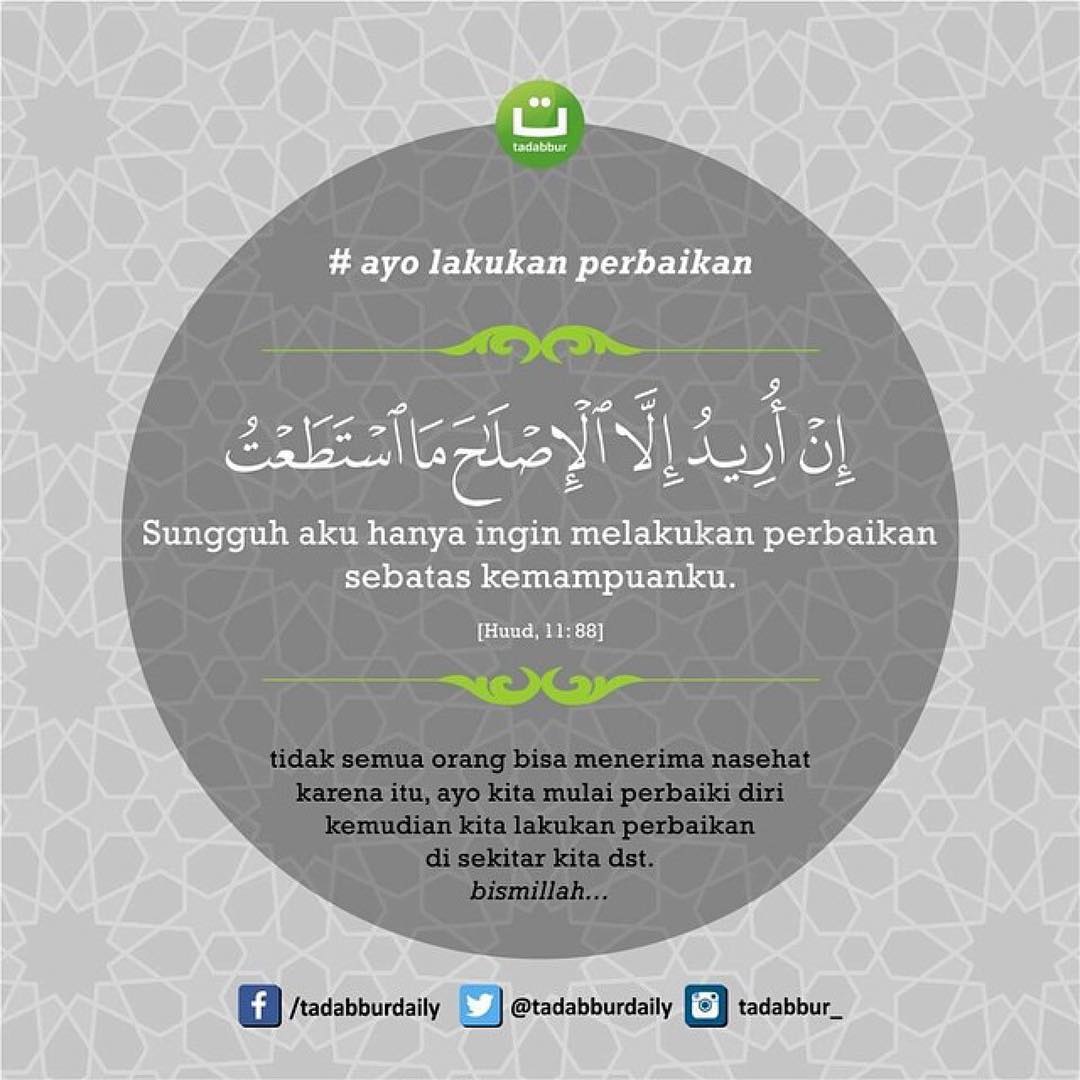 ت
tadabbur
# ayo lakukan perbaikan
إِنْ أُرِيدُ إِلَّا ٱلْإِصْلَٰحَ مَا ٱسْتَطَعْتُ
Sungguh aku hanya ingin melakukan perbaikan
sebatas kemampuanku.
[Huud, 11:88]
tidak semua orang bisa menerima nasehat
karena itu, ayo kita mulai perbaiki diri
kemudian kita lakukan perbaikan
di sekitar kita dst.
bismillah...
/tadabburdaily @tadabburdaily tadabbur_